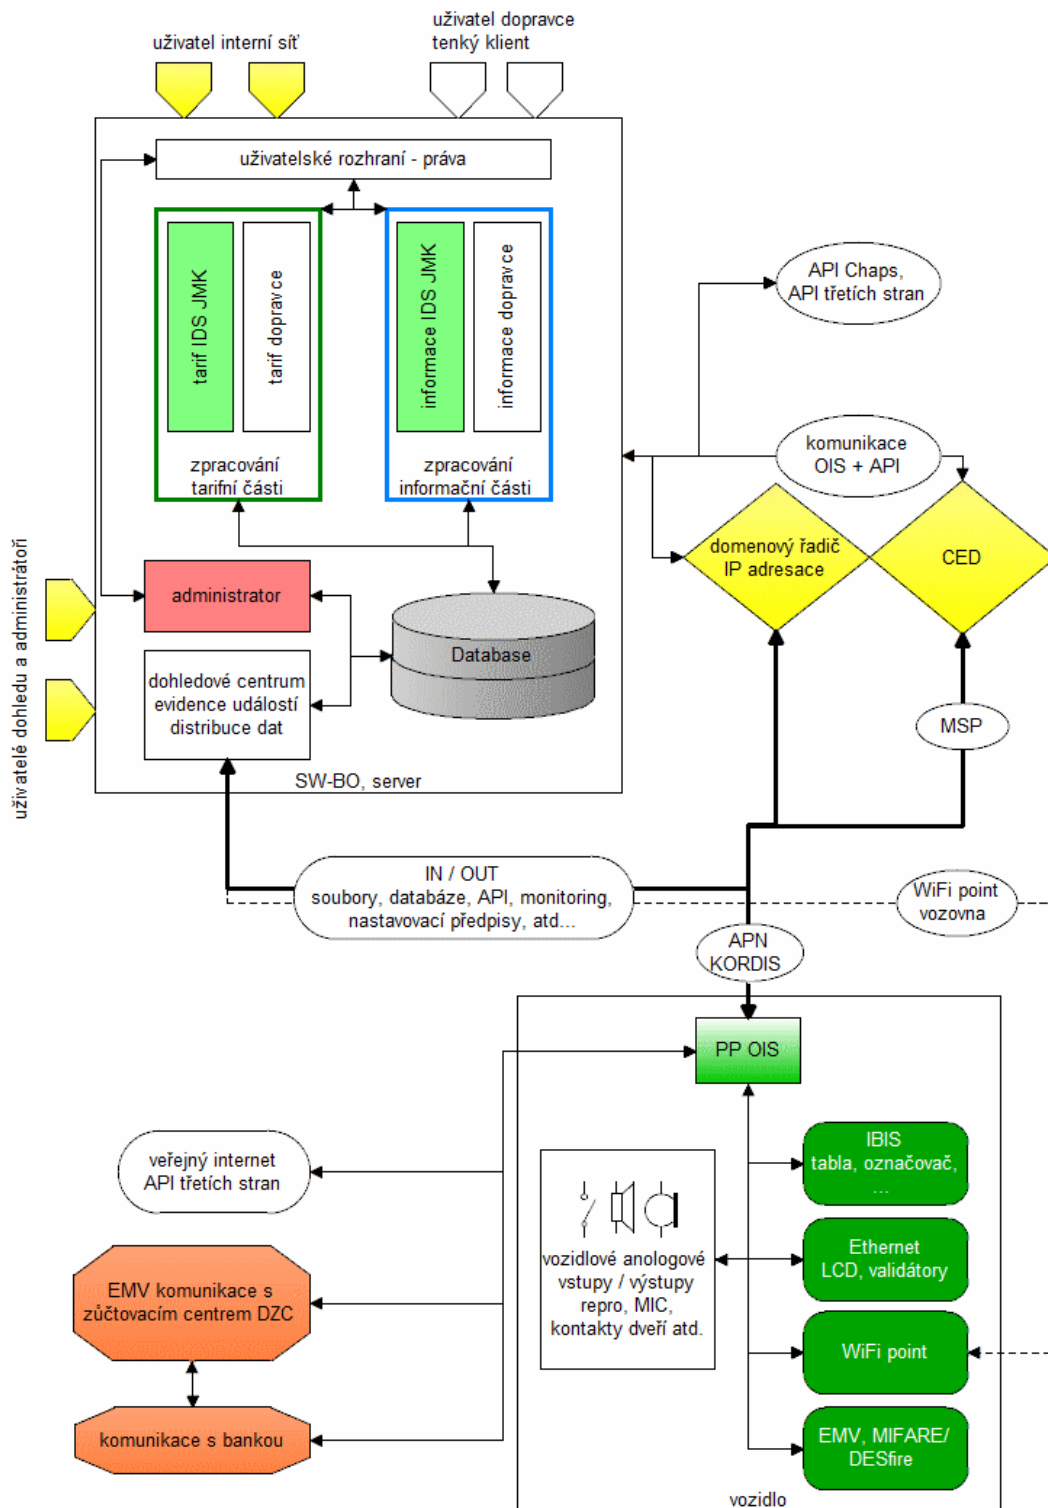 uživatel interní síť
uživatel dopravce
tenký klient
uživatelské rozhraní - práva
tarif IDS JMK
tarif dopravce
informace IDS JMK
informace dopravce
zpracování
tarifní části
zpracování
informační části
API Chaps,
API třetích stran
komunikace
OIS + API
domenový řadič
IP adresace
CED
uživatelé dohledu a administrátoři
administrator
Database
dohledové centrum
evidence událostí
distribuce dat
SW-BO, server
MSP
IN / OUT
soubory, databáze, API, monitoring,
nastavovací předpisy, atd...
WiFi point
vozovna
APN
KORDIS
PP OIS
veřejný internet
API třetích stran
IBIS
tabla, označovač,
...
vozidlové anologové
vstupy / výstupy
repro, MIC,
kontakty dveří atd.
Ethernet
LCD, validátory
EMV komunikace s
zúčtovacím centrem DZC
WiFi point
komunikace s bankou
EMV, MIFARE/
DESfire
vozidlo